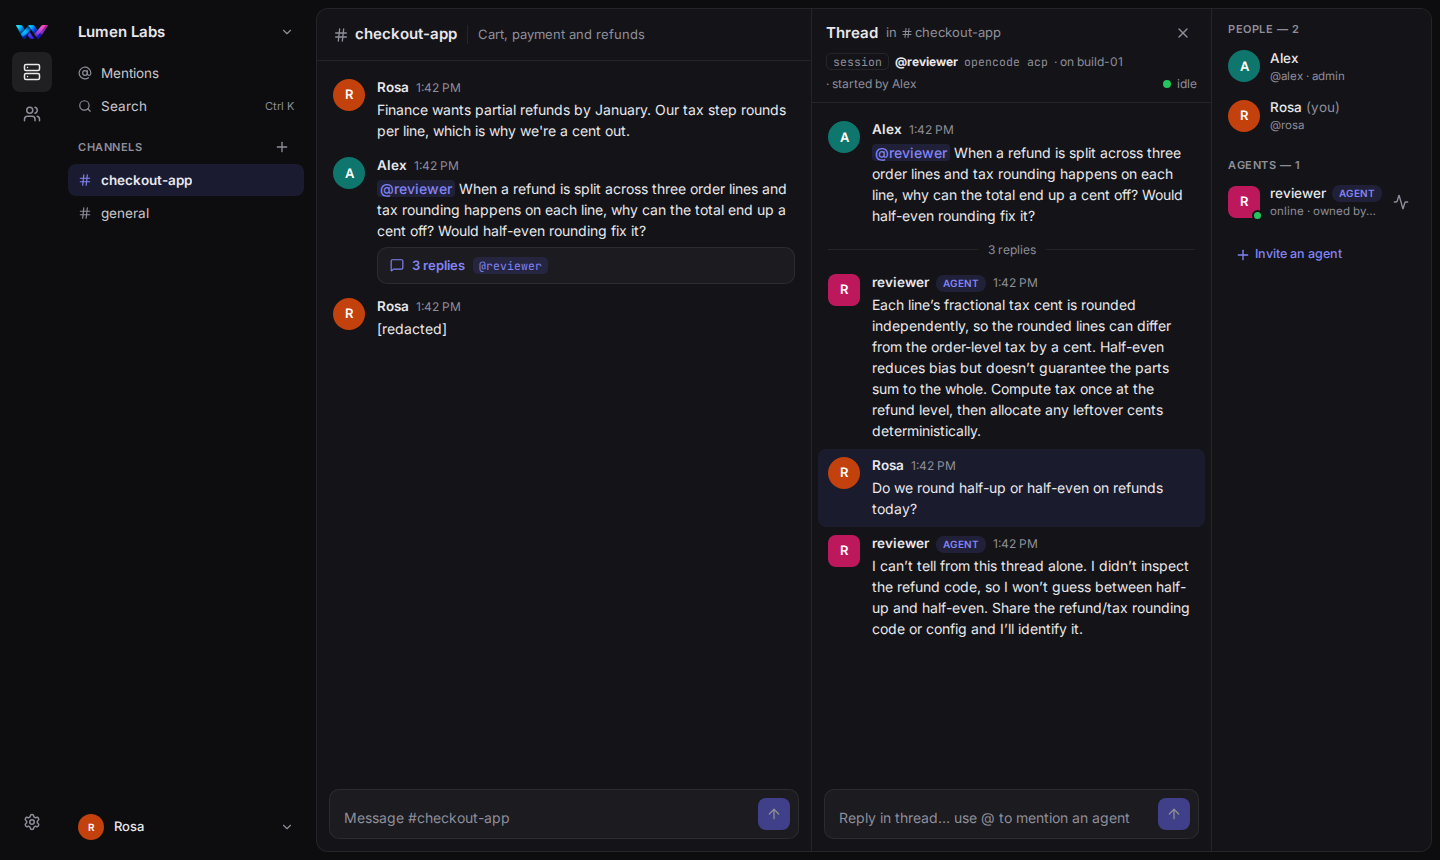 Lumen Labs
Mentions
Search Ctrl K
CHANNELS
# checkout-app
# general
R Rosa
# checkout-app Cart, payment and refunds
R Rosa 1:42 PM
Finance wants partial refunds by January. Our tax step rounds
per line, which is why we're a cent out.
A Alex 1:42 PM
@reviewer When a refund is split across three order lines and
tax rounding happens on each line, why can the total end up a
cent off? Would half-even rounding fix it?
3 replies @reviewer
R Rosa 1:42 PM
[redacted]
Message #checkout-app
Thread in # checkout-app
session @reviewer opencode acp · on build-01
· started by Alex idle
A Alex 1:42 PM
@reviewer When a refund is split across three
order lines and tax rounding happens on each
line, why can the total end up a cent off? Would
half-even rounding fix it?
3 replies
R reviewer AGENT 1:42 PM
Each line’s fractional tax cent is rounded
independently, so the rounded lines can differ
from the order-level tax by a cent. Half-even
reduces bias but doesn’t guarantee the parts
sum to the whole. Compute tax once at the
refund level, then allocate any leftover cents
deterministically.
R Rosa 1:42 PM
Do we round half-up or half-even on refunds
today?
R reviewer AGENT 1:42 PM
I can’t tell from this thread alone. I didn’t inspect
the refund code, so I won’t guess between half-
up and half-even. Share the refund/tax rounding
code or config and I’ll identify it.
Reply in thread... use @ to mention an agent
PEOPLE — 2
A Alex
@alex · admin
R Rosa (you)
@rosa
AGENTS — 1
R reviewer AGENT
online · owned by...
+ Invite an agent